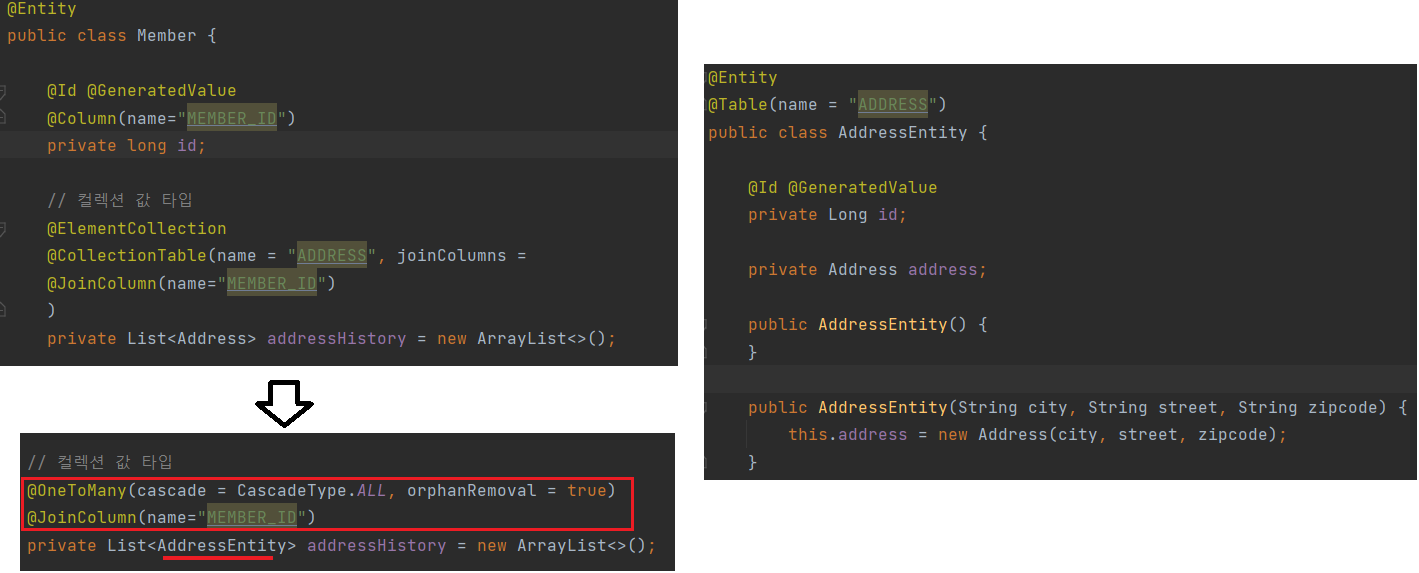 @Entity
public class Member {
@Id @GeneratedValue
@Column(name="MEMBER_ID")
private long id;
// 컬렉션 값 타입
@ElementCollection
@CollectionTable(name = "ADDRESS", joinColumns =
@JoinColumn(name="MEMBER_ID")
)
private List<Address> addressHistory = new ArrayList<>();
// 컬렉션 값 타입
@OneToMany(cascade = CascadeType.ALL, orphanRemoval = true)
@JoinColumn(name="MEMBER_ID")
private List<AddressEntity> addressHistory = new ArrayList<>();
@Entity
@Table(name = "ADDRESS")
public class AddressEntity {
@Id @GeneratedValue
private Long id;
private Address address;
public AddressEntity() {
}
public AddressEntity(String city, String street, String zipcode) {
this.address = new Address(city, street, zipcode);
}